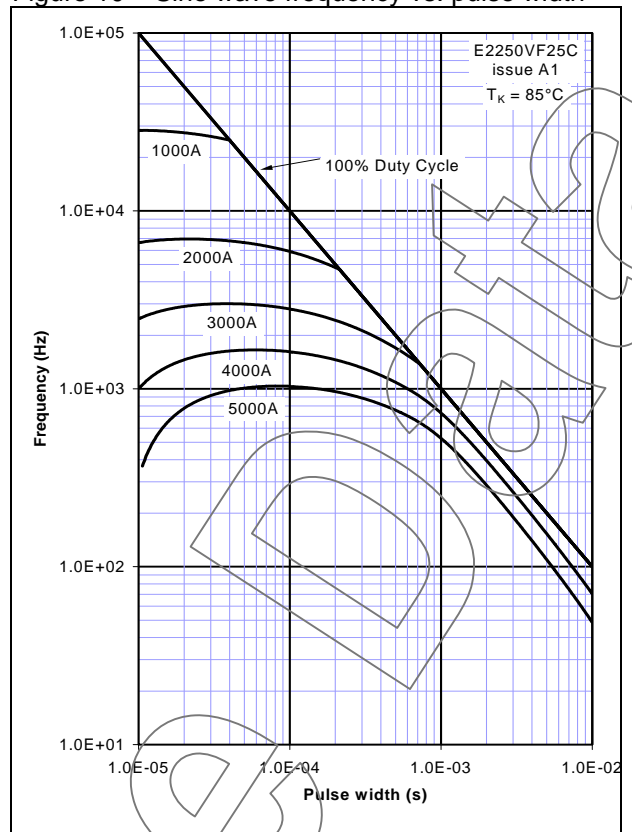 Figure 10 – Sine wave frequency vs. pulse width
1.0E+05
E2250VF25C
issue A1
TK = 85°C
1000A
100% Duty Cycle
1.0E+04
2000A
3000A
Frequency (Hz)
4000A
1.0E+03
5000A
1.0E+02
1.0E+01
1.0E-05
1.0E-04
1.0E-03
1.0E-02
Pulse width (s)